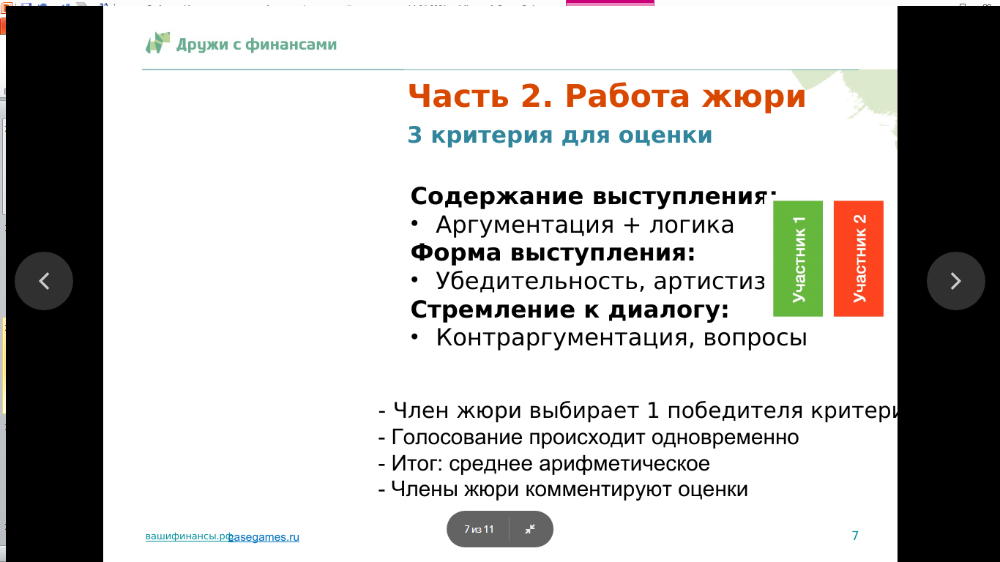 Дружи с финансами
Часть 2. Работа жюри
3 критерия для оценки
Содержание выступления:
• Аргументация + логика
Форма выступления:
• Убедительность, артистиз
Стремление к диалогу:
• Контраргументация, вопросы
Участник 1
Участник 2
- Член жюри выбирает 1 победителя критери
- Голосование происходит одновременно
- Итог: среднее арифметическое
- Члены жюри комментируют оценки
7 из 11
вашифинансы.рф
casegames.ru
7